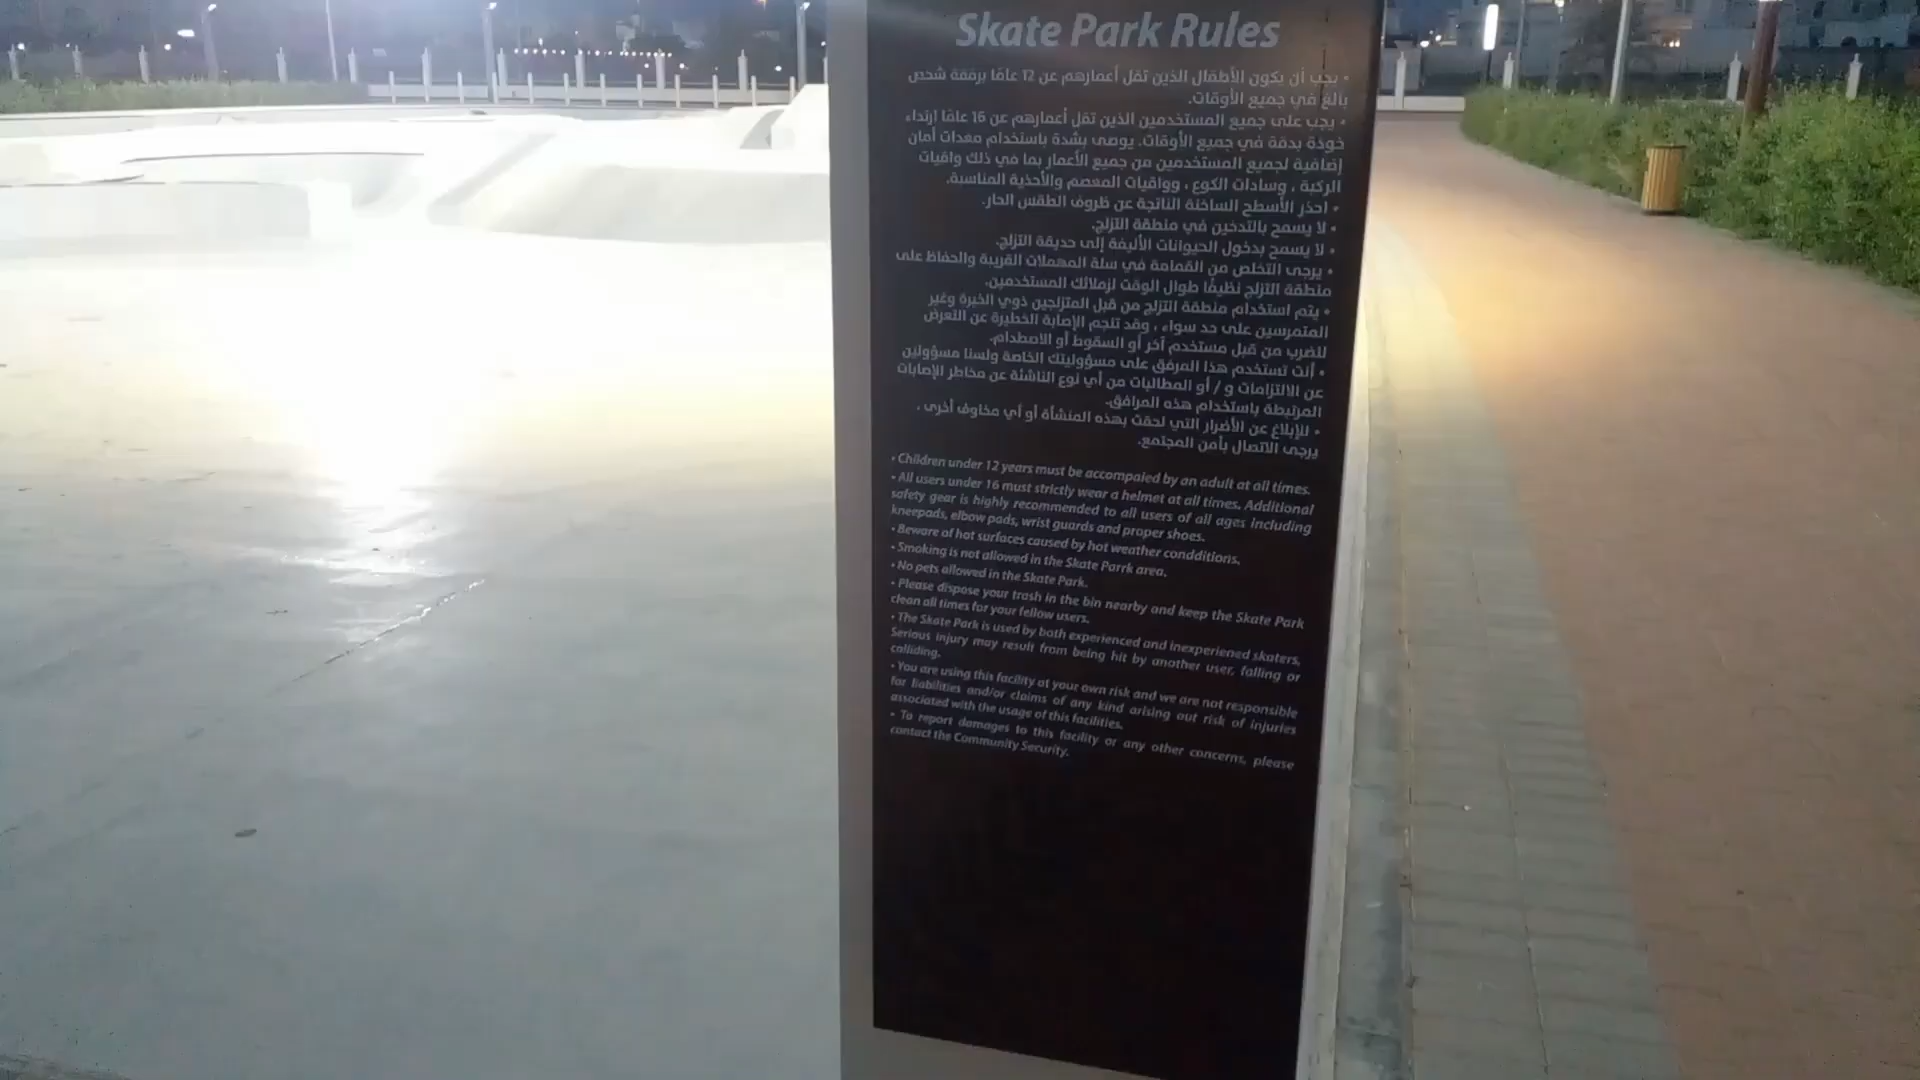 Skate Park Rules
• يجب أن يكون الأطفال الذين تقل أعمارهم عن 12 عامًا برفقة شخص
بالغ في جميع الأوقات.
• يجب على جميع المستخدمين الذين تقل أعمارهم عن 16 عامًا ارتداء
خوذة بدقة في جميع الأوقات. يوصى بشدة باستخدام معدات أمان
إضافية لجميع المستخدمين من جميع الأعمار بما في ذلك واقيات
الركبة ، وسادات الكوع ، وواقيات المعصم والأحذية المناسبة.
• احذر الأسطح الساخنة الناتجة عن ظروف الطقس الحار.
• لا يسمح بالتدخين في منطقة التزلج.
• لا يسمح بدخول الحيوانات الأليفة إلى حديقة التزلج.
• يرجى التخلص من القمامة في سلة المهملات القريبة والحفاظ على
منطقة التزلج نظيفًا طوال الوقت لزملائك المستخدمين.
• يتم استخدام منطقة التزلج من قبل المتزلجين ذوي الخبرة وغير
المتمرسين على حد سواء ، وقد تنجم الإصابة الخطيرة عن التعرض
للضرب من قبل مستخدم آخر أو السقوط أو الاصطدام.
• أنت تستخدم هذا المرفق على مسؤوليتك الخاصة ولسنا مسؤولين
عن الالتزامات و / أو المطالبات من أي نوع الناشئة عن مخاطر الإصابات
المرتبطة باستخدام هذه المرافق.
• للإبلاغ عن الأضرار التي لحقت بهذه المنشأة أو أي مخاوف أخرى ،
يرجى الاتصال بأمن المجتمع.
• Children under 12 years must be accompaied by an adult at all times.
• All users under 16 must strictly wear a helmet at all times. Additional
safety gear is highly recommended to all users of all ages including
kneepads, elbow pads, wrist guards and proper shoes.
• Beware of hot surfaces caused by hot weather condditions.
• Smoking is not allowed in the Skate Parrk area.
• No pets allowed in the Skate Park.
• Please dispose your trash in the bin nearby and keep the Skate Park
clean all times for your fellow users.
• The Skate Park is used by both experienced and inexperiened skaters,
Serious injury may result from being hit by another user, falling or
colliding.
• You are using this facility at your own risk and we are not responsible
for liabilities and/or claims of any kind arising out risk of injuries
associated with the usage of this facilities.
• To report damages to this facility or any other concerns, please
contact the Community Security.